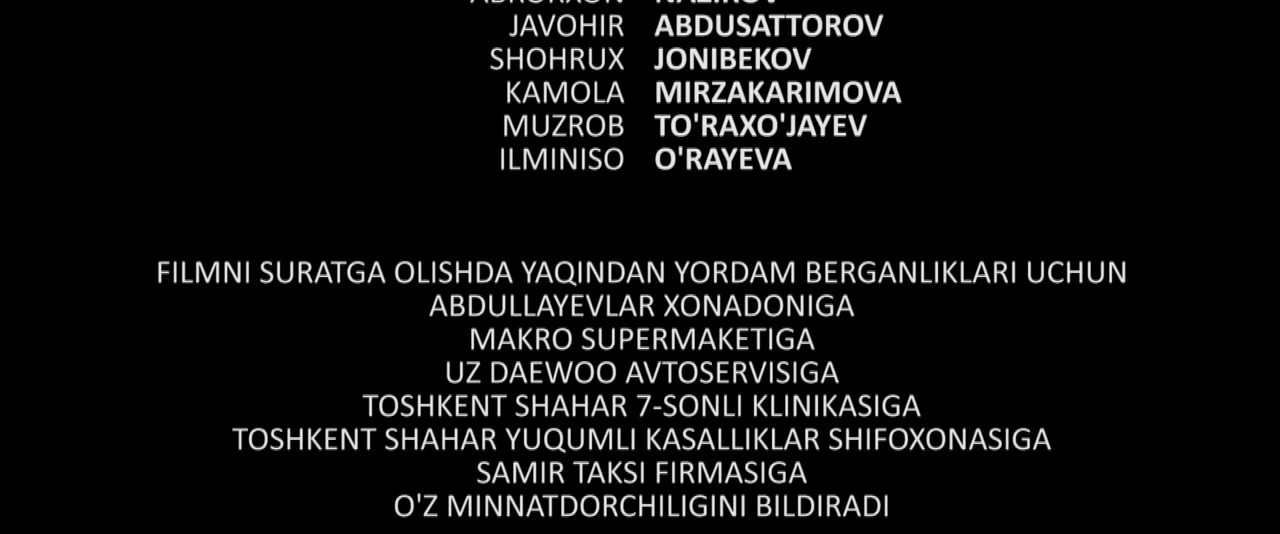 JAVOHIR ABDUSATTOROV
SHOHRUX JONIBEKOV
KAMOLA MIRZAKARIMOVA
MUZROB TO'RAXO'JAYEV
ILMINISO O'RAYEVA
FILMNI SURATGA OLISHDA YAQINDAN YORDAM BERGANLIKLARI UCHUN
ABDULLAYEVLAR XONADONIGA
MAKRO SUPERMAKETIGA
UZ DAEWOO AVTOSERVISIGA
TOSHKENT SHAHAR 7-SONLI KLINIKASIGA
TOSHKENT SHAHAR YUQUMLI KASALLIKLAR SHIFOXONASIGA
SAMIR TAKSI FIRMASIGA
O'Z MINNATDORCHILIGINI BILDIRADI